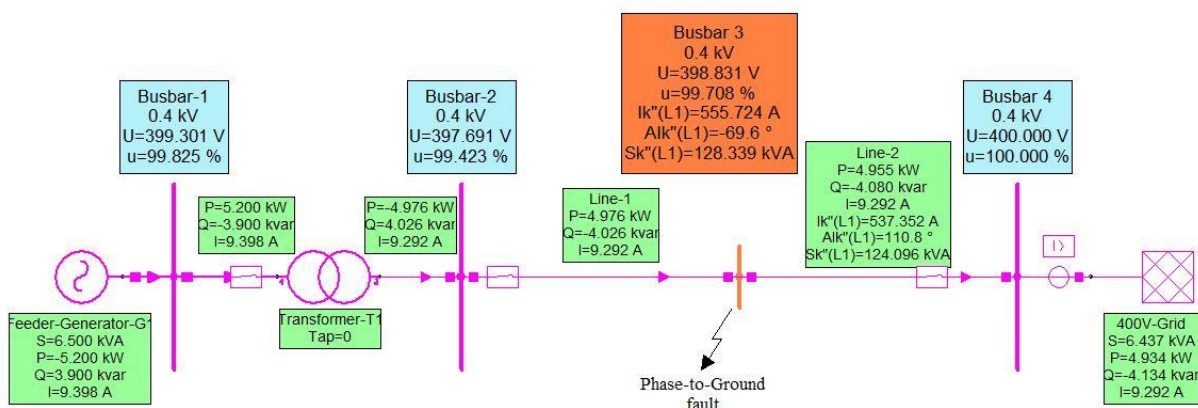 Busbar-1
0.4 kV
U=399.301 V
u=99.825 %
Busbar-2
0.4 kV
U=397.691 V
u=99.423 %
Busbar 3
0.4 kV
U=398.831 V
u=99.708 %
Ik"(L1)=555.724 A
AIk"(L1)=-69.6 °
Sk"(L1)=128.339 kVA
Busbar 4
0.4 kV
U=400.000 V
u=100.000 %
P=5.200 kW
Q=-3.900 kvar
I=9.398 A
P=-4.976 kW
Q=4.026 kvar
I=9.292 A
Line-1
P=4.976 kW
Q=-4.026 kvar
I=9.292 A
Line-2
P=4.955 kW
Q=-4.080 kvar
I=9.292 A
Ik"(L1)=537.352 A
AIk"(L1)=110.8 °
Sk"(L1)=124.096 kVA
I>
Feeder-Generator-G1
S=6.500 kVA
P=-5.200 kW
Q=3.900 kvar
I=9.398 A
Transformer-T1
Tap=0
Phase-to-Ground
fault
400V-Grid
S=6.437 kVA
P=4.934 kW
Q=-4.134 kvar
I=9.292 A